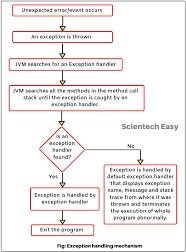 Unexpected error/event occurs
An exception is thrown
JVM searches for an Exception handler
JVM searches all the methods in the method call
stack until the exception is caught by an
exception handler.
Scientech Easy
Is an
exception
handler
found?
No
Yes
Exception is handled by
exception handler
Exception is handled by
default exception handler
that displays exception
name, message and stack
trace from where it was
thrown and terminates
the execution of whole
program abnormally.
Exit the program
Fig: Exception handling mechanism